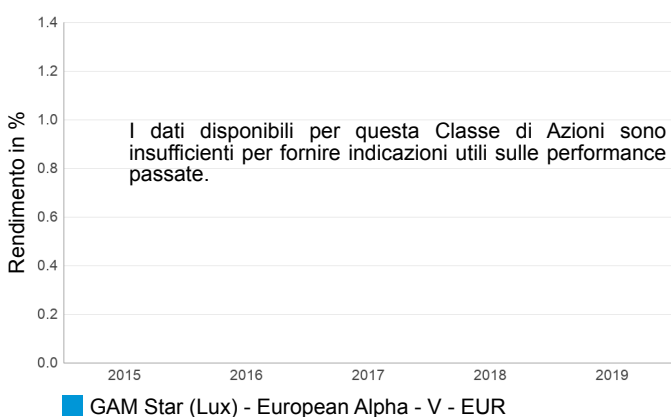 1.4
1.2
1.0
0.8
0.6
0.4
0.2
0.0
Rendimento in %
I dati disponibili per questa Classe di Azioni sono
insufficienti per fornire indicazioni utili sulle performance
passate.
2015 2016 2017 2018 2019
GAM Star (Lux) - European Alpha - V - EUR